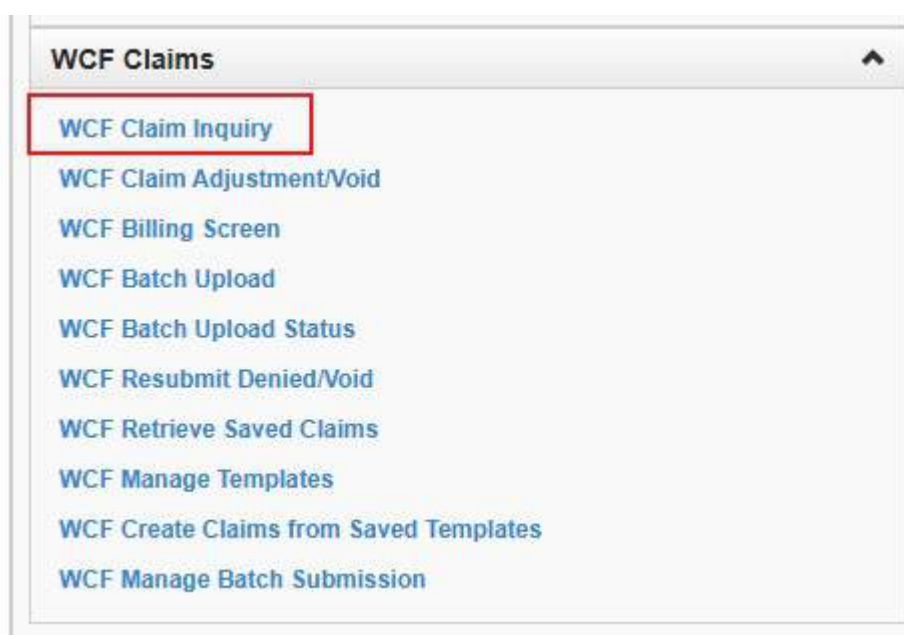 WCF Claims
WCF Claim Inquiry
WCF Claim Adjustment/Void
WCF Billing Screen
WCF Batch Upload
WCF Batch Upload Status
WCF Resubmit Denied/Void
WCF Retrieve Saved Claims
WCF Manage Templates
WCF Create Claims from Saved Templates
WCF Manage Batch Submission